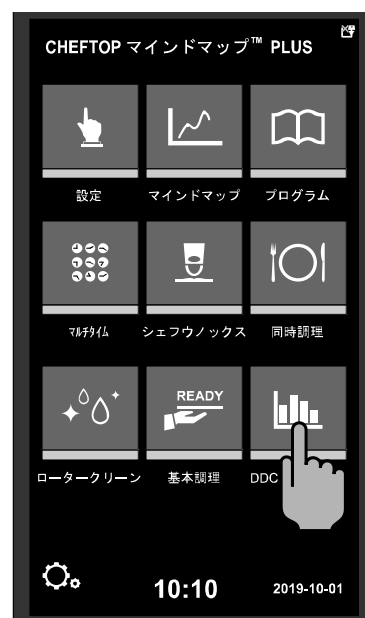 CHEFTOP マインドマップ™ PLUS
設定
マインドマップ
プログラム
マルチタイム
シェフウノックス
同時調理
READY
ロータークリーン
基本調理
DDC
10:10
2019-10-01